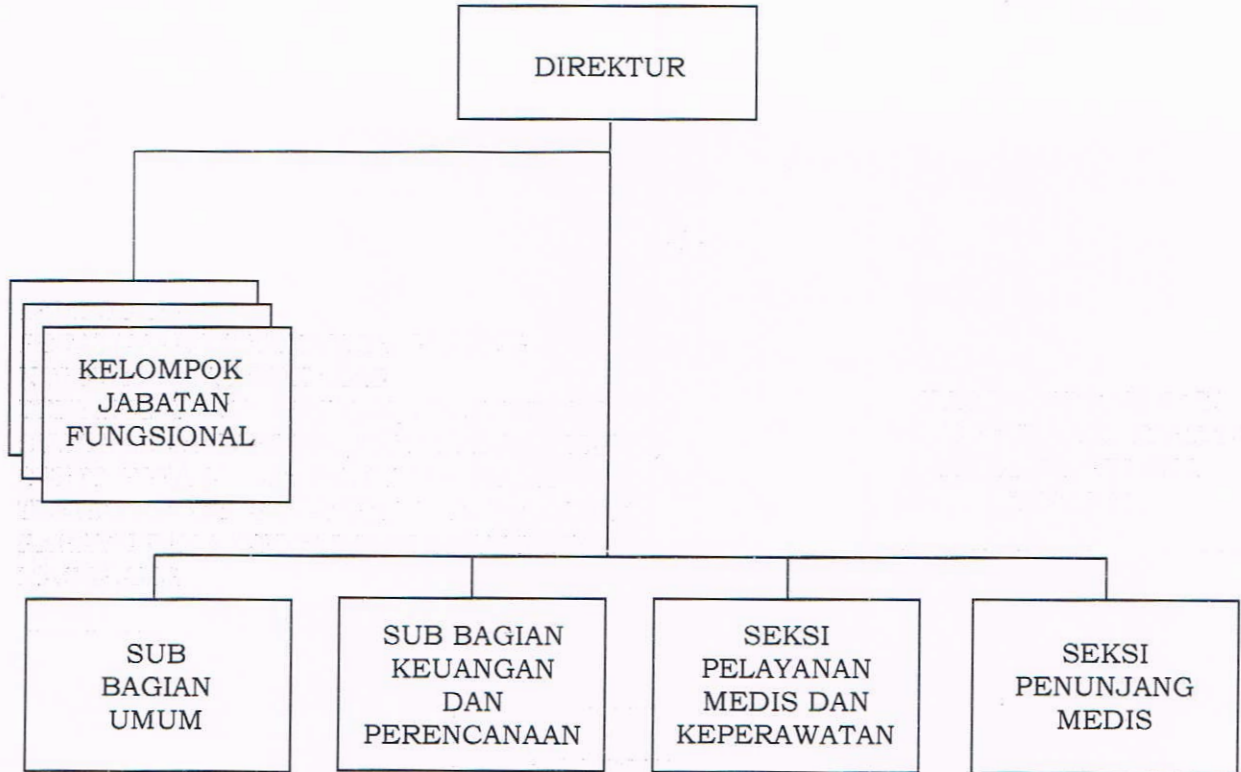 DIREKTUR
KELOMPOK
JABATAN
FUNGSIONAL
SUB
BAGIAN
UMUM
SUB BAGIAN
KEUANGAN
DAN
PERENCANAAN
SEKSI
PELAYANAN
MEDIS DAN
KEPERAWATAN
SEKSI
PENUNJANG
MEDIS